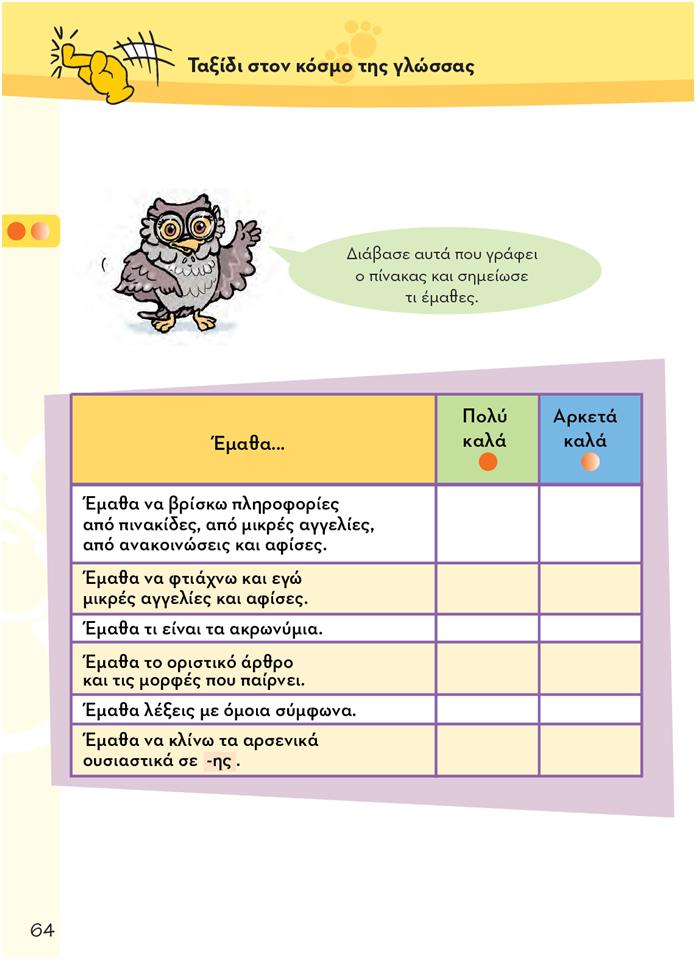 Ταξίδι στον κόσμο της γλώσσας
Διάβασε αυτά που γράφει
ο πίνακας και σημείωσε
τι έμαθες.
Έμαθα...
Πολύ
καλά
Αρκετά
καλά
Έμαθα να βρίσκω πληροφορίες
από πινακίδες, από μικρές αγγελίες,
από ανακοινώσεις και αφίσες.
Έμαθα να φτιάχνω και εγώ
μικρές αγγελίες και αφίσες.
Έμαθα τι είναι τα ακρωνύμια.
Έμαθα το οριστικό άρθρο
και τις μορφές που παίρνει.
Έμαθα λέξεις με όμοια σύμφωνα.
Έμαθα να κλίνω τα αρσενικά
ουσιαστικά σε -ης .
64